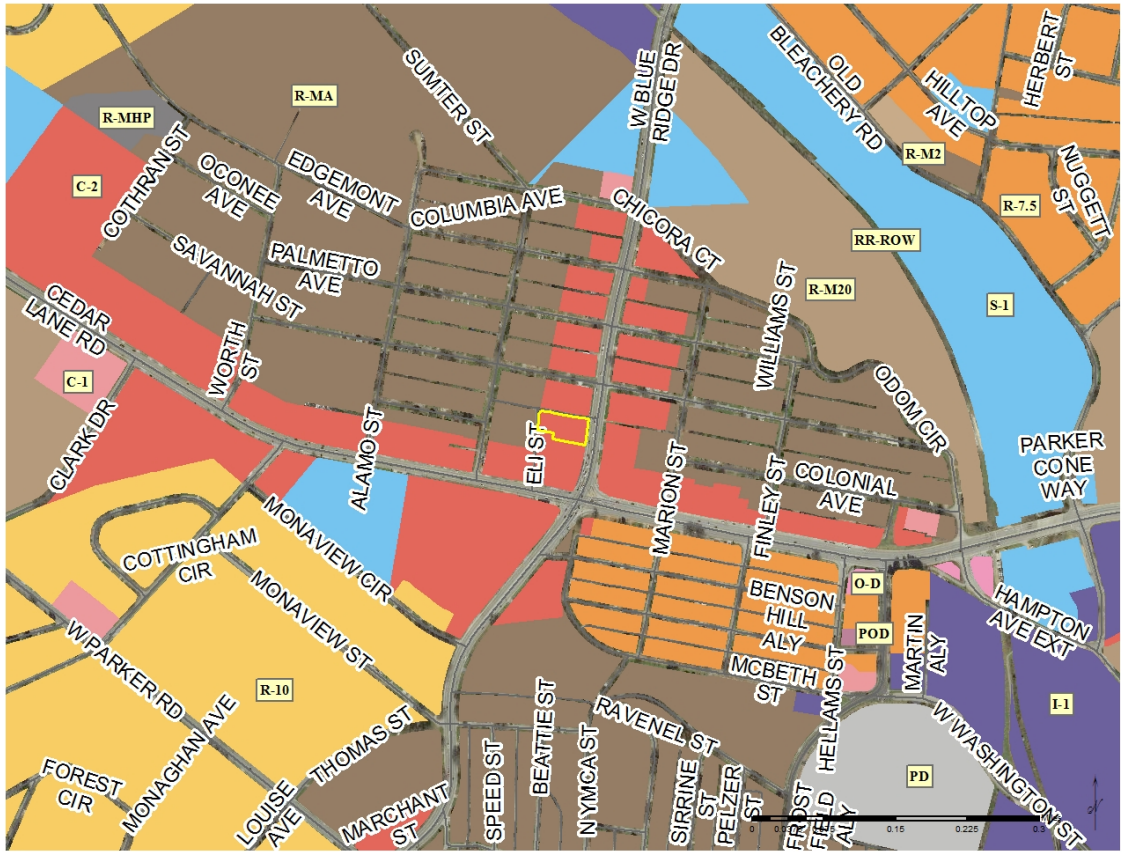 SUMTER ST
W BLUE
RIDGE DR
OLD
BLEACHERY RD
HILLTOP
AVE
HERBERT
ST
R-MA
R-MHP
C-2
COTHRAN ST
OCONEE
AVE
EDGEMONT
AVE
COLUMBIA AVE
CHICORA CT
R-M2
R-7.5
NUGGETT
ST
SAVANNAH ST
PALMETTO
AVE
RR-ROW
R-M20
S-1
WILLIAMS ST
CEDAR
LANE RD
C-1
WORTH
ST
ODOM CIR
CLARK DR
ALAMO ST
ELI ST
MARION ST
FINLEY ST
COLONIAL
AVE
PARKER
CONE
WAY
MONAVIEW CIR
COTTINGHAM
CIR
MONAVIEW ST
BENSON
HILL
ALY
O-D
POD
MARTIN
ALY
HAMPTON
AVE EXT
MCBETH
ST
W PARKER RD
R-10
I-1
MONAGHAN AVE
THOMAS ST
LOUISE
AVE
FOREST
CIR
MARCHANT
ST
SPEED ST
BEATTIE ST
NYMCA ST
RAVENEL ST
SIRRINE
ST
PELZER
ST
FROST
FIELD
ALY
HELLAMS ST
PD
W WASHINGTON ST
0
0.15
0.225